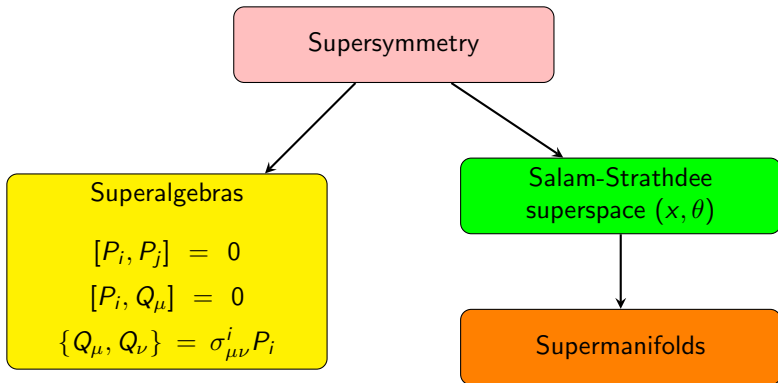 Supersymmetry
Superalgebras
[P_i, P_j] = 0
[P_i, Q_μ] = 0
{Q_μ, Q_ν} = σ^i_{μν} P_i
Salam-Strathdee
superspace (x, θ)
Supermanifolds